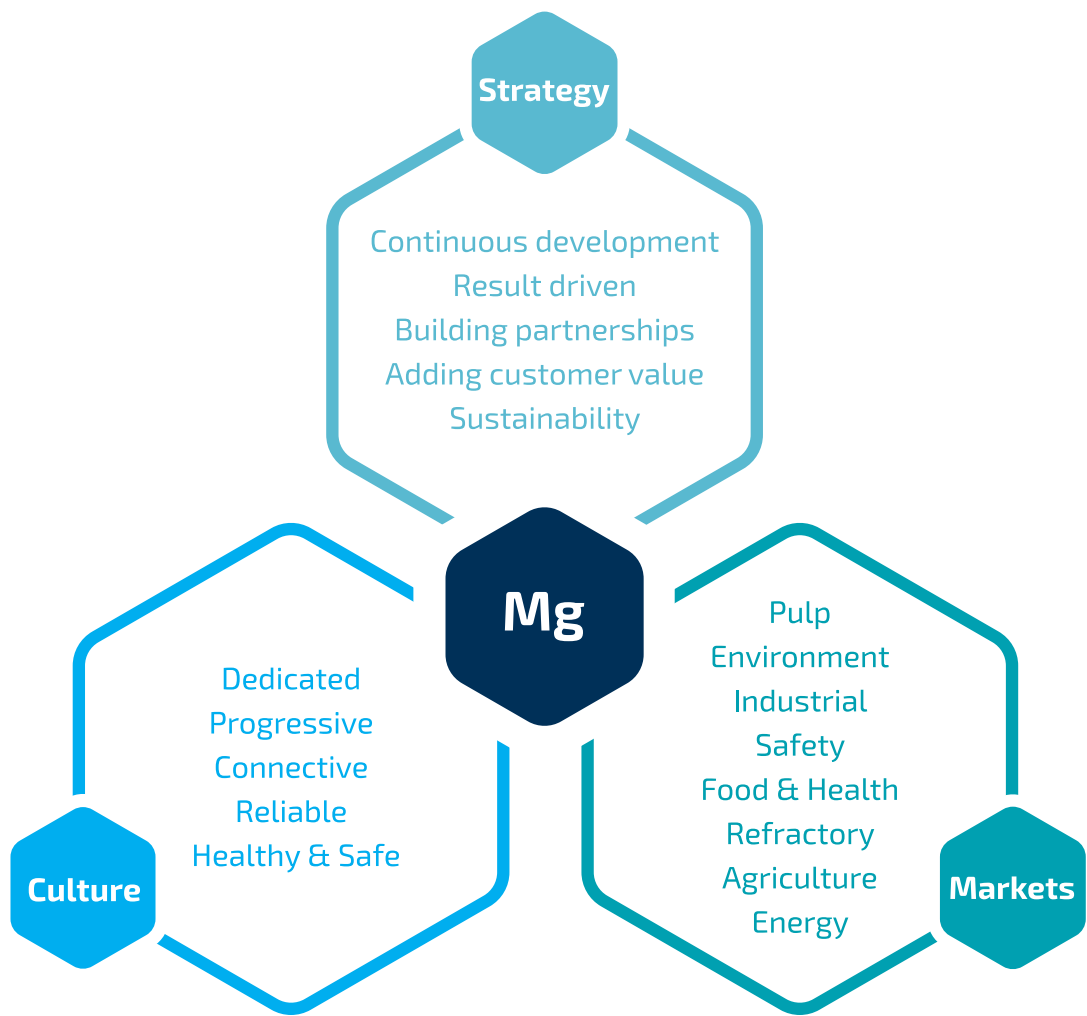 Strategy
Continuous development
Result driven
Building partnerships
Adding customer value
Sustainability
Mg
Dedicated
Progressive
Connective
Reliable
Healthy & Safe
Culture
Pulp
Environment
Industrial
Safety
Food & Health
Refractory
Agriculture
Energy
Markets